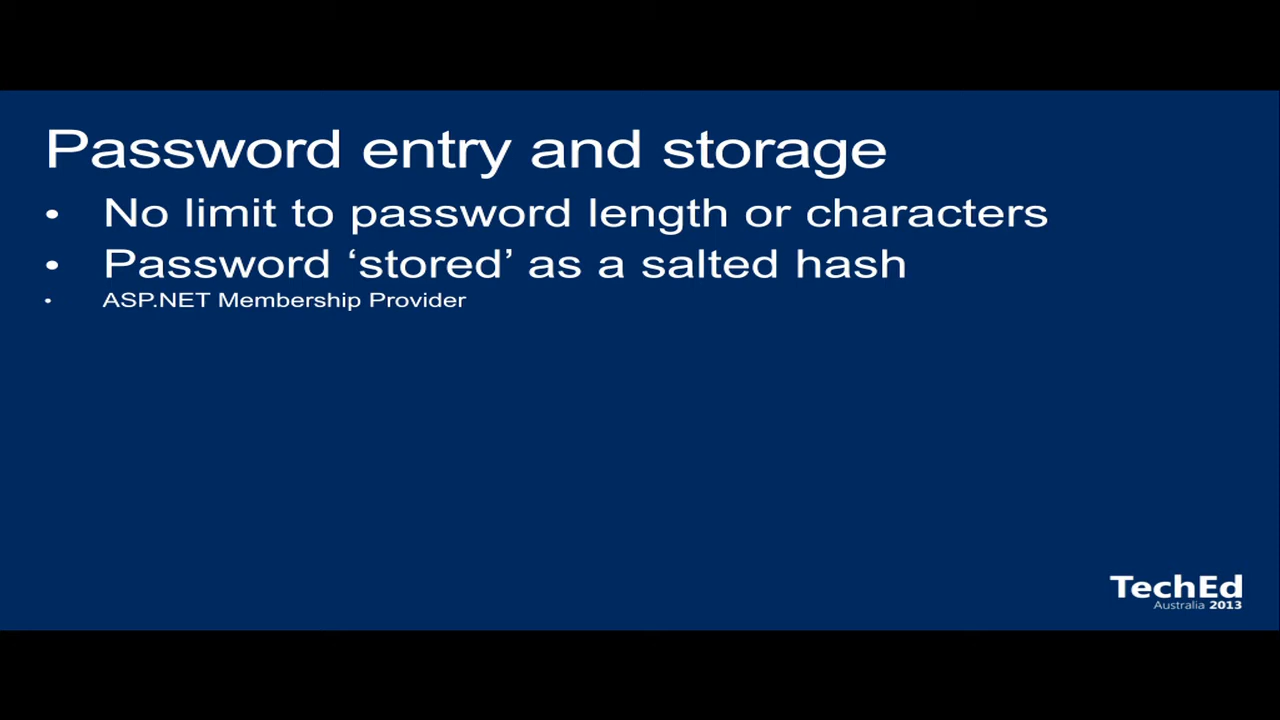 Password entry and storage
• No limit to password length or characters
• Password ‘stored’ as a salted hash
• ASP.NET Membership Provider
TechEd
Australia 2013